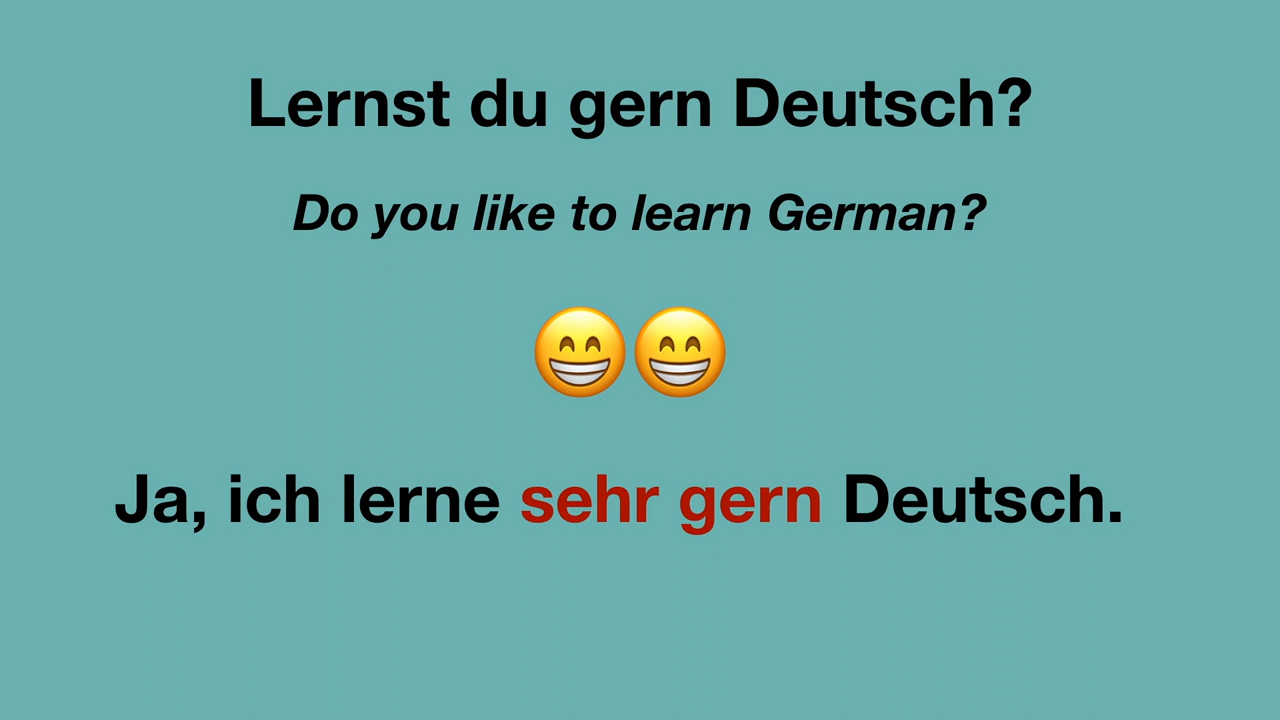 Lernst du gern Deutsch?
Do you like to learn German?
Ja, ich lerne sehr gern Deutsch.